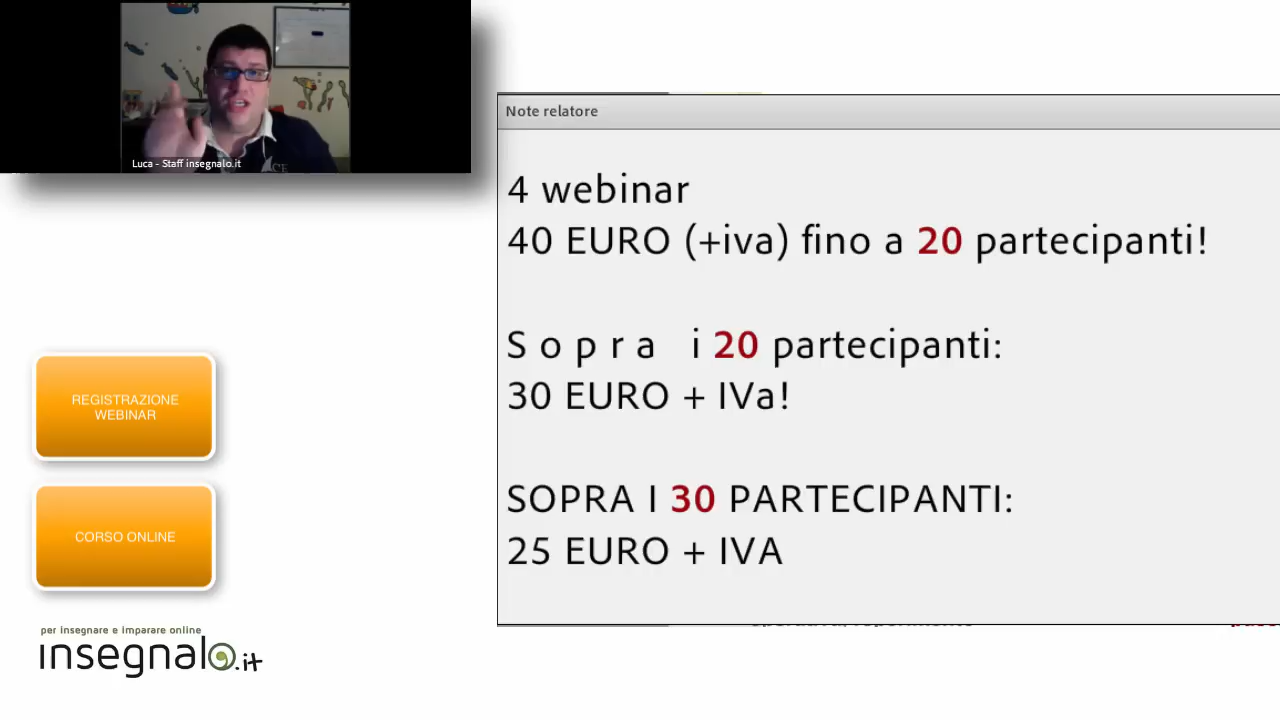 Luca - Staff insegnalo.it
Note relatore
4 webinar
40 EURO (+iva) fino a 20 partecipanti!
Sopra i 20 partecipanti:
30 EURO + IVa!
SOPRA I 30 PARTECIPANTI:
25 EURO + IVA
REGISTRAZIONE
WEBINAR
CORSO ONLINE
per insegnare e imparare online
insegnalo.it